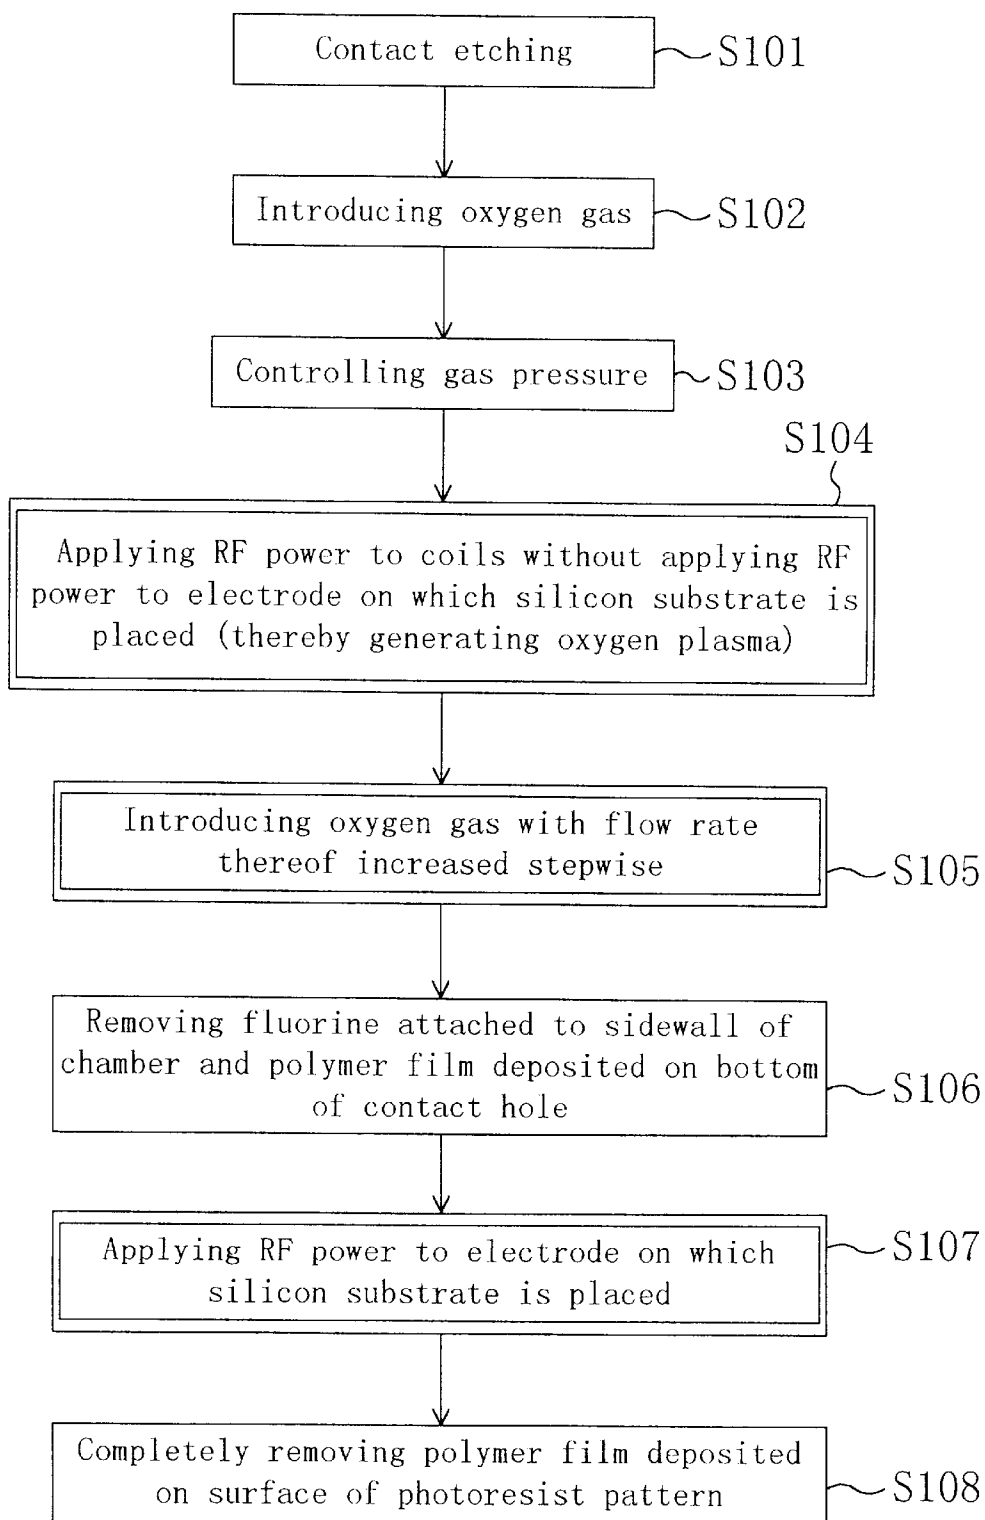 Contact etching
S101
Introducing oxygen gas
S102
Controlling gas pressure
S103
S104
Applying RF power to coils without applying RF
power to electrode on which silicon substrate is
placed (thereby generating oxygen plasma)
Introducing oxygen gas with flow rate
thereof increased stepwise
S105
Removing fluorine attached to sidewall of
chamber and polymer film deposited on bottom
of contact hole
S106
Applying RF power to electrode on which
silicon substrate is placed
S107
Completely removing polymer film deposited
on surface of photoresist pattern
S108